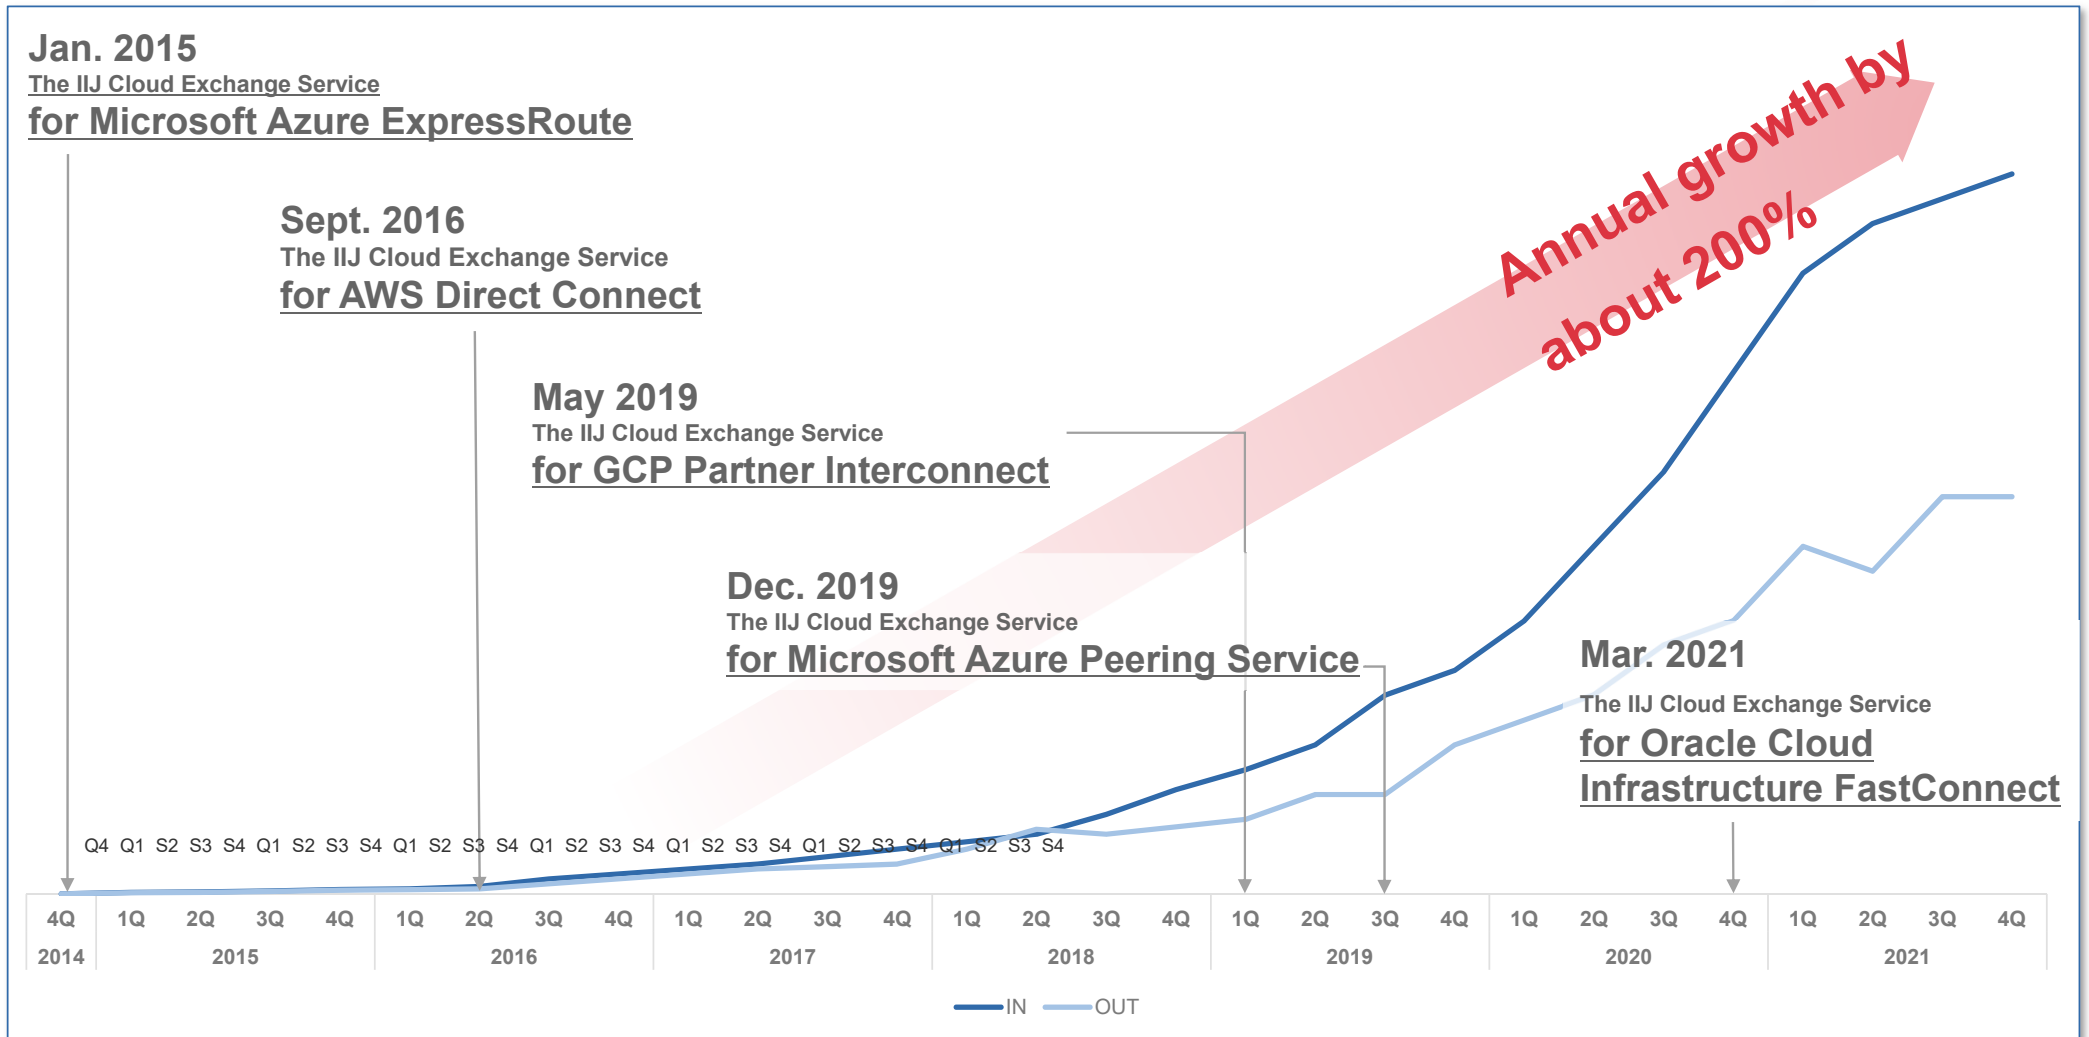 Jan. 2015
The IIJ Cloud Exchange Service
for Microsoft Azure ExpressRoute
Sept. 2016
The IIJ Cloud Exchange Service
for AWS Direct Connect
May 2019
The IIJ Cloud Exchange Service
for GCP Partner Interconnect
Dec. 2019
The IIJ Cloud Exchange Service
for Microsoft Azure Peering Service
Annual growth by
about 200%
Mar. 2021
The IIJ Cloud Exchange Service
for Oracle Cloud
Infrastructure FastConnect
Q4 Q1 S2 S3 S4 Q1 S2 S3 S4 Q1 S2 S3 S4 Q1 S2 S3 S4 Q1 S2 S3 S4 Q1 S2 S3 S4 Q1 S2 S3 S4
4Q 1Q 2Q 3Q 4Q 1Q 2Q 3Q 4Q 1Q 2Q 3Q 4Q 1Q 2Q 3Q 4Q 1Q 2Q 3Q 4Q 1Q 2Q 3Q 4Q 1Q 2Q 3Q 4Q
2014 2015 2016 2017 2018 2019 2020 2021
IN OUT